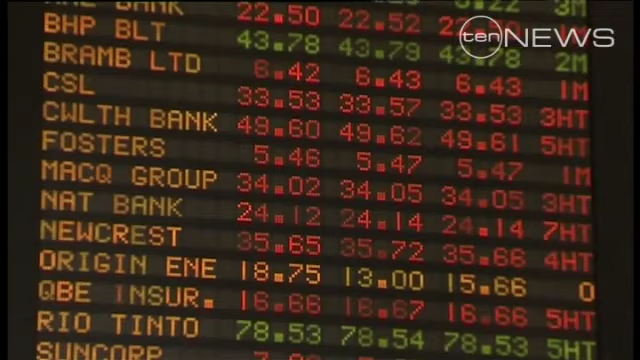 3M
BANK 22.50 22.52
ten NEWS
BHP BLT 43.78 43.79 43.78 2M
BRAMB LTD 6.42 6.43 6.43 1M
CSL 33.53 33.57 33.53 3HT
CWLTH BANK 49.60 49.62 49.61 5HT
FOSTERS 5.46 5.47 5.47 1M
MACQ GROUP 34.02 34.05 34.05 3HT
NAT BANK 24.12 24.14 24.14 7HT
NEWCREST 35.65 35.72 35.66 4HT
ORIGIN ENE 18.75 13.00 15.66 0
QBE INSUR. 16.66 16.67 16.66 5HT
RIO TINTO 78.53 78.54 78.53 5HT
SUNCORP